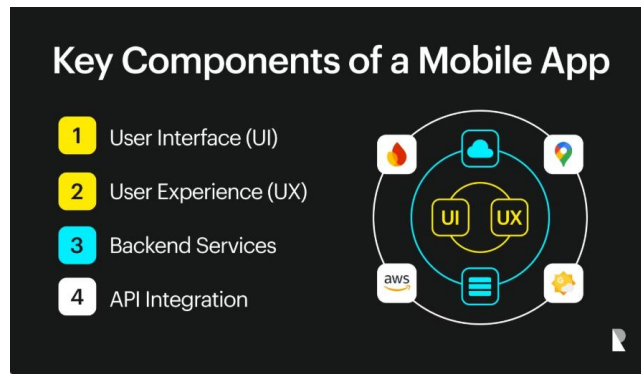 Key Components of a Mobile App
1 User Interface (UI)
2 User Experience (UX)
3 Backend Services
4 API Integration
UI UX
aws